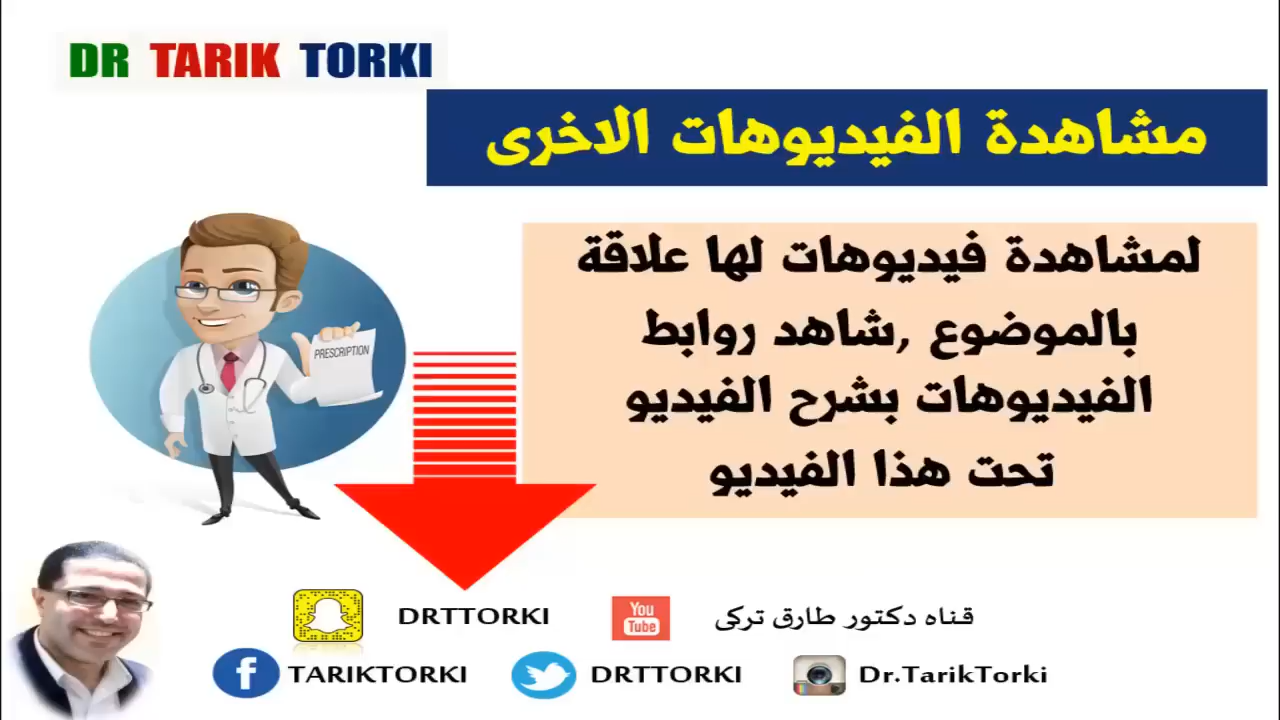 DR TARIK TORKI
مشاهدة الفيديوهات الاخرى
لمشاهدة فيديوهات لها علاقة
بالموضوع ,شاهد روابط
الفيديوهات بشرح الفيديو
تحت هذا الفيديو
PRESCRIPTION
DRTTORKI
You Tube
قناه دكتور طارق تركى
TARIKTORKI
DRTTORKI
Dr.TarikTorki